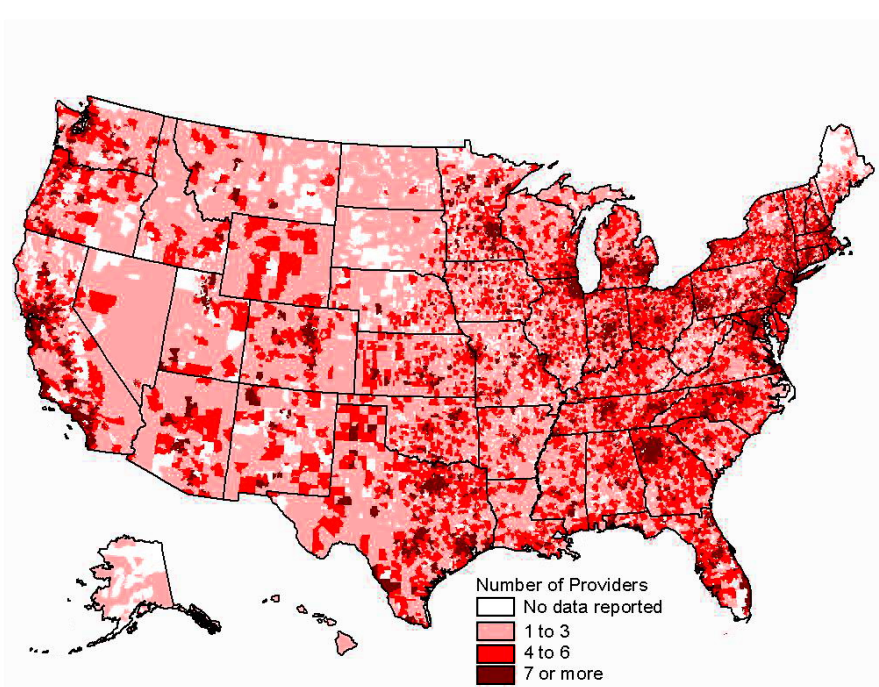 Number of Providers
No data reported
1 to 3
4 to 6
7 or more